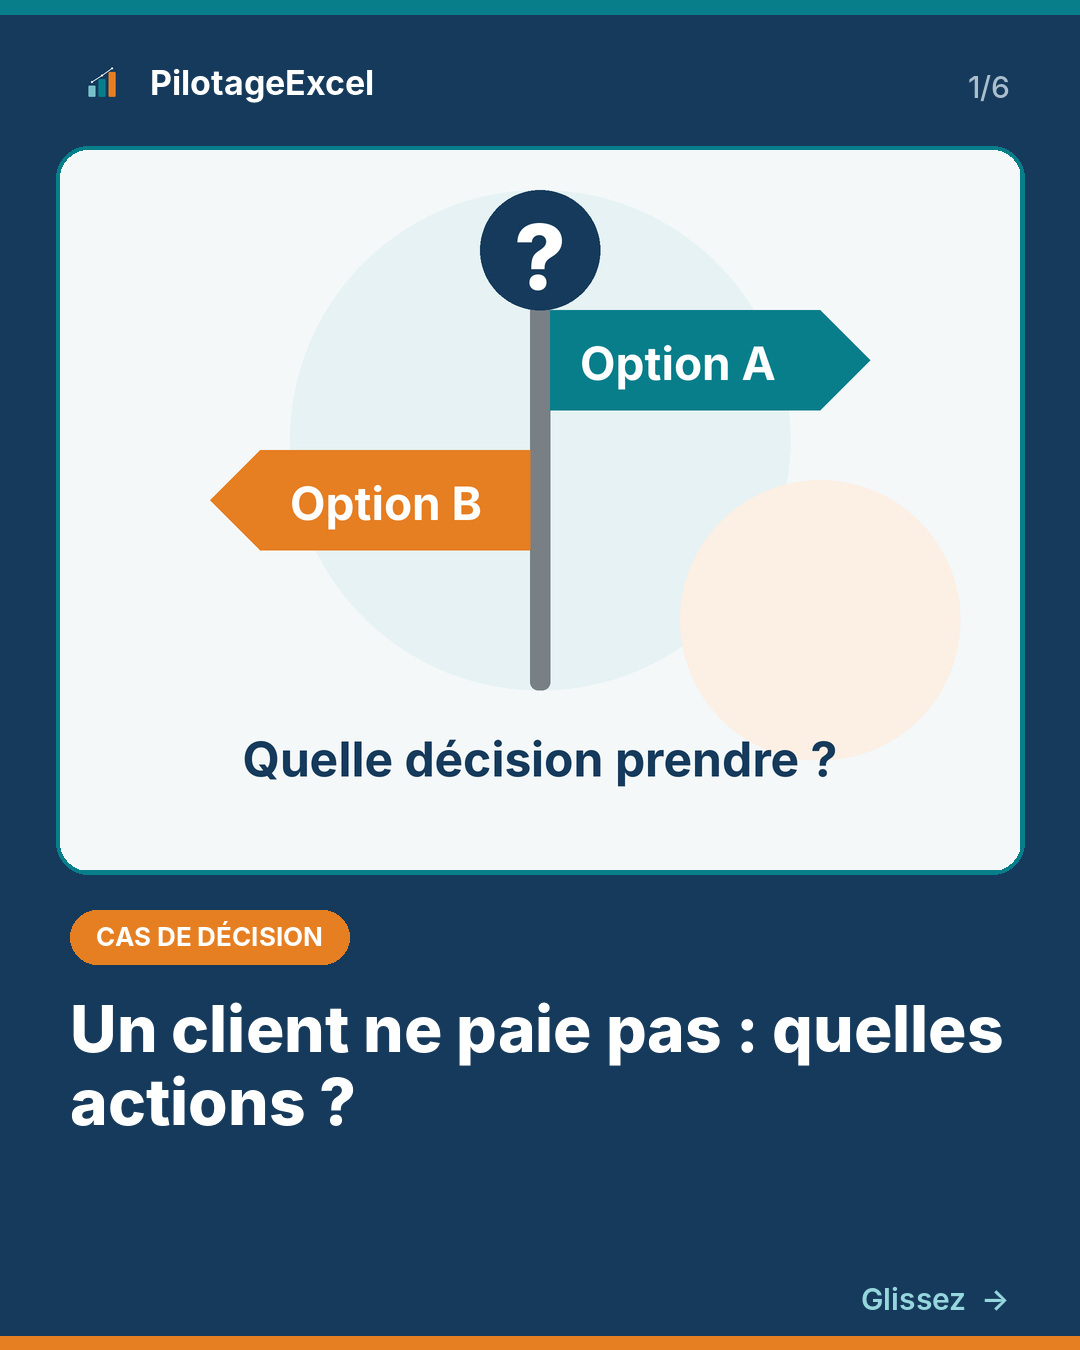 PilotageExcel
1/6
?
Option A
Option B
Quelle décision prendre ?
CAS DE DÉCISION
Un client ne paie pas : quelles
actions ?
Glissez →